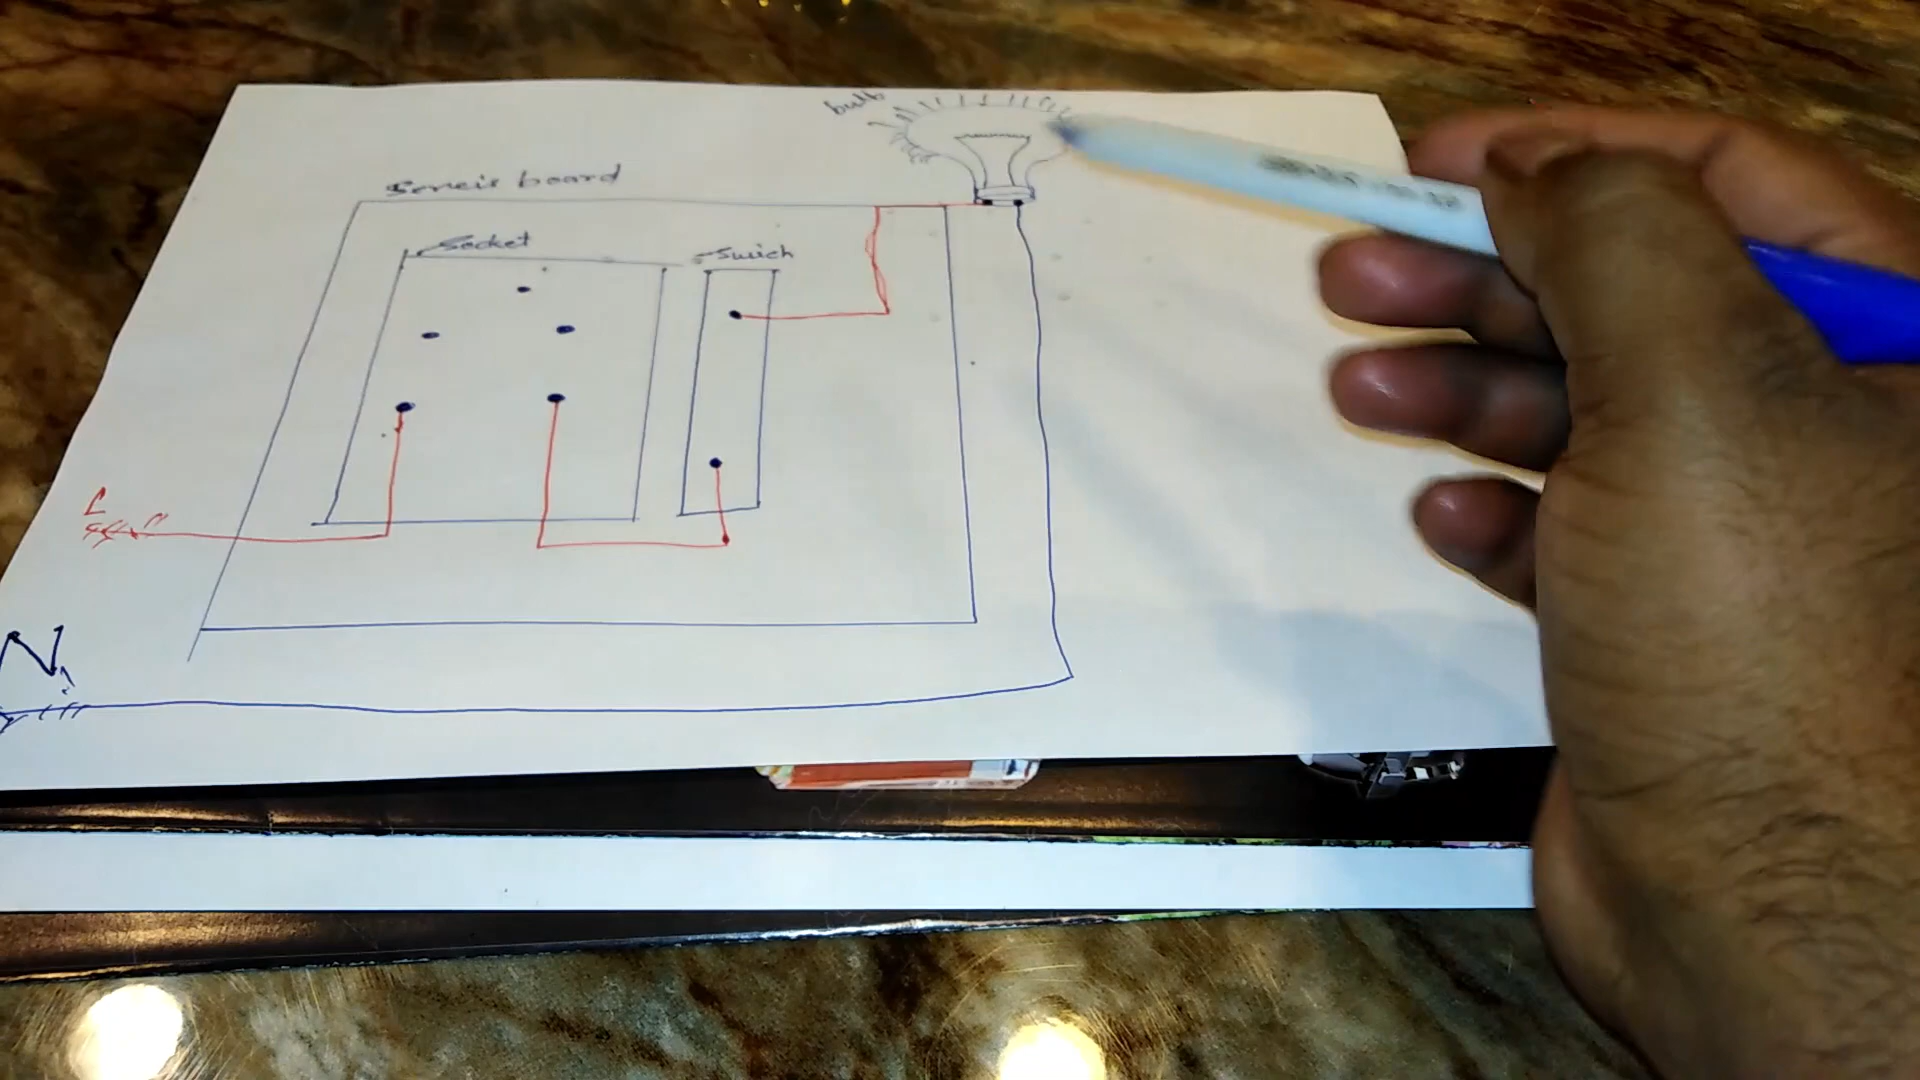 bulb
Sereis board
Socket
Swich
L
N